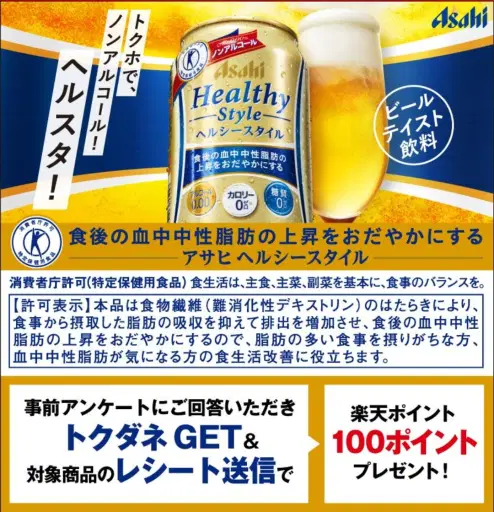 Asahi
トクホで、
ノンアルコール！
ヘルスタ！
ノンアルコール
Asahi
Healthy
Style
ヘルシースタイル
食後の血中中性脂肪の
上昇をおだやかにする
0.00
カロリー
0
糖質
0
ビール
テイスト
飲料
食後の血中中性脂肪の上昇をおだやかにする
アサヒ ヘルシースタイル
消費者庁許可(特定保健用食品) 食生活は、主食、主菜、副菜を基本に、食事のバランスを。
【許可表示】本品は食物繊維（難消化性デキストリン）のはたらきにより、
食事から摂取した脂肪の吸収を抑えて排出を増加させ、食後の血中中性
脂肪の上昇をおだやかにするので、脂肪の多い食事を摂りがちな方、
血中中性脂肪が気になる方の食生活改善に役立ちます。
事前アンケートにご回答いただき
トクダネ GET &
対象商品のレシート送信で
楽天ポイント
100ポイント
プレゼント！